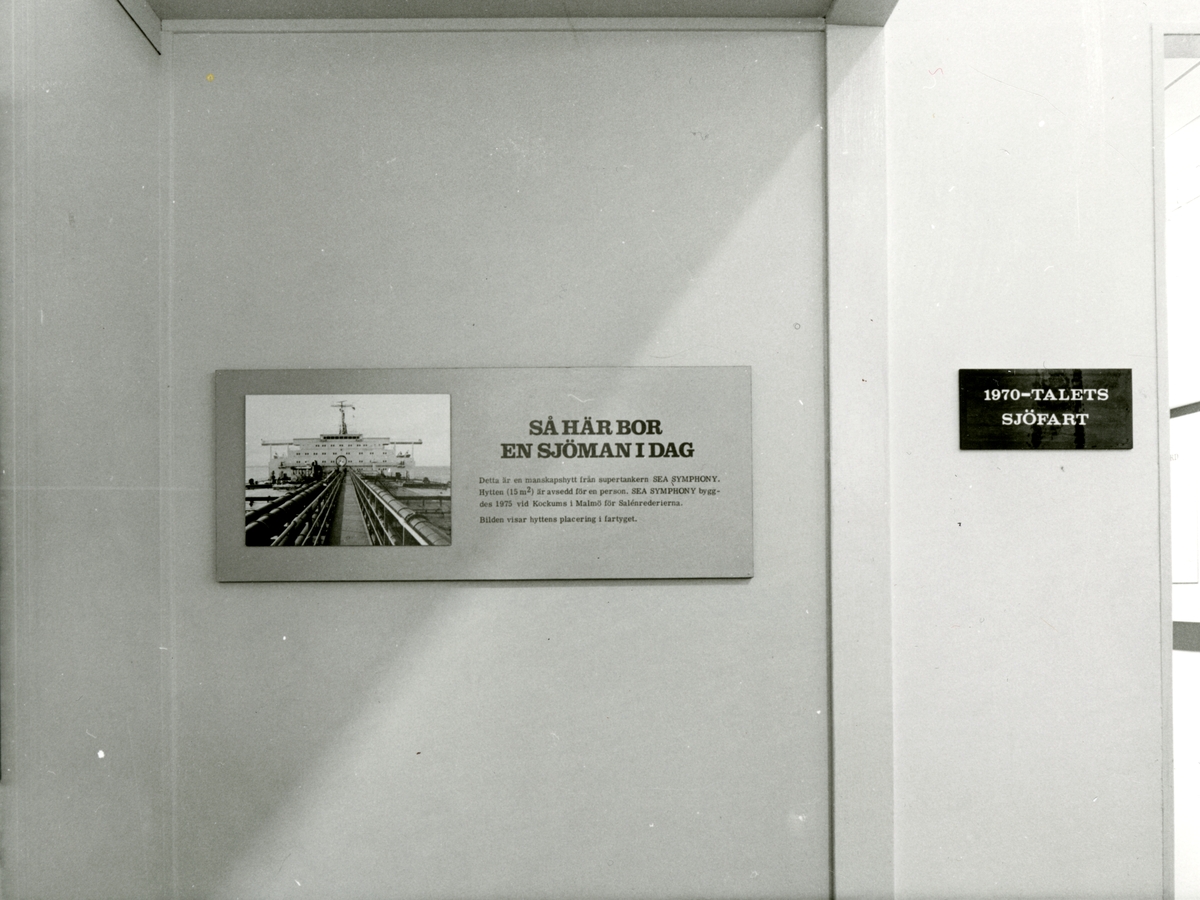 SÅ HÄR BOR
EN SJÖMAN I DAG
Detta är en manskapshytt från supertankern SEA SYMPHONY.
Hytten (15 m²) är avsedd för en person. SEA SYMPHONY bygg-
des 1975 vid Kockums i Malmö för Salénrederierna.
Bilden visar hyttens placering i fartyget.
1970-TALETS
SJÖFART